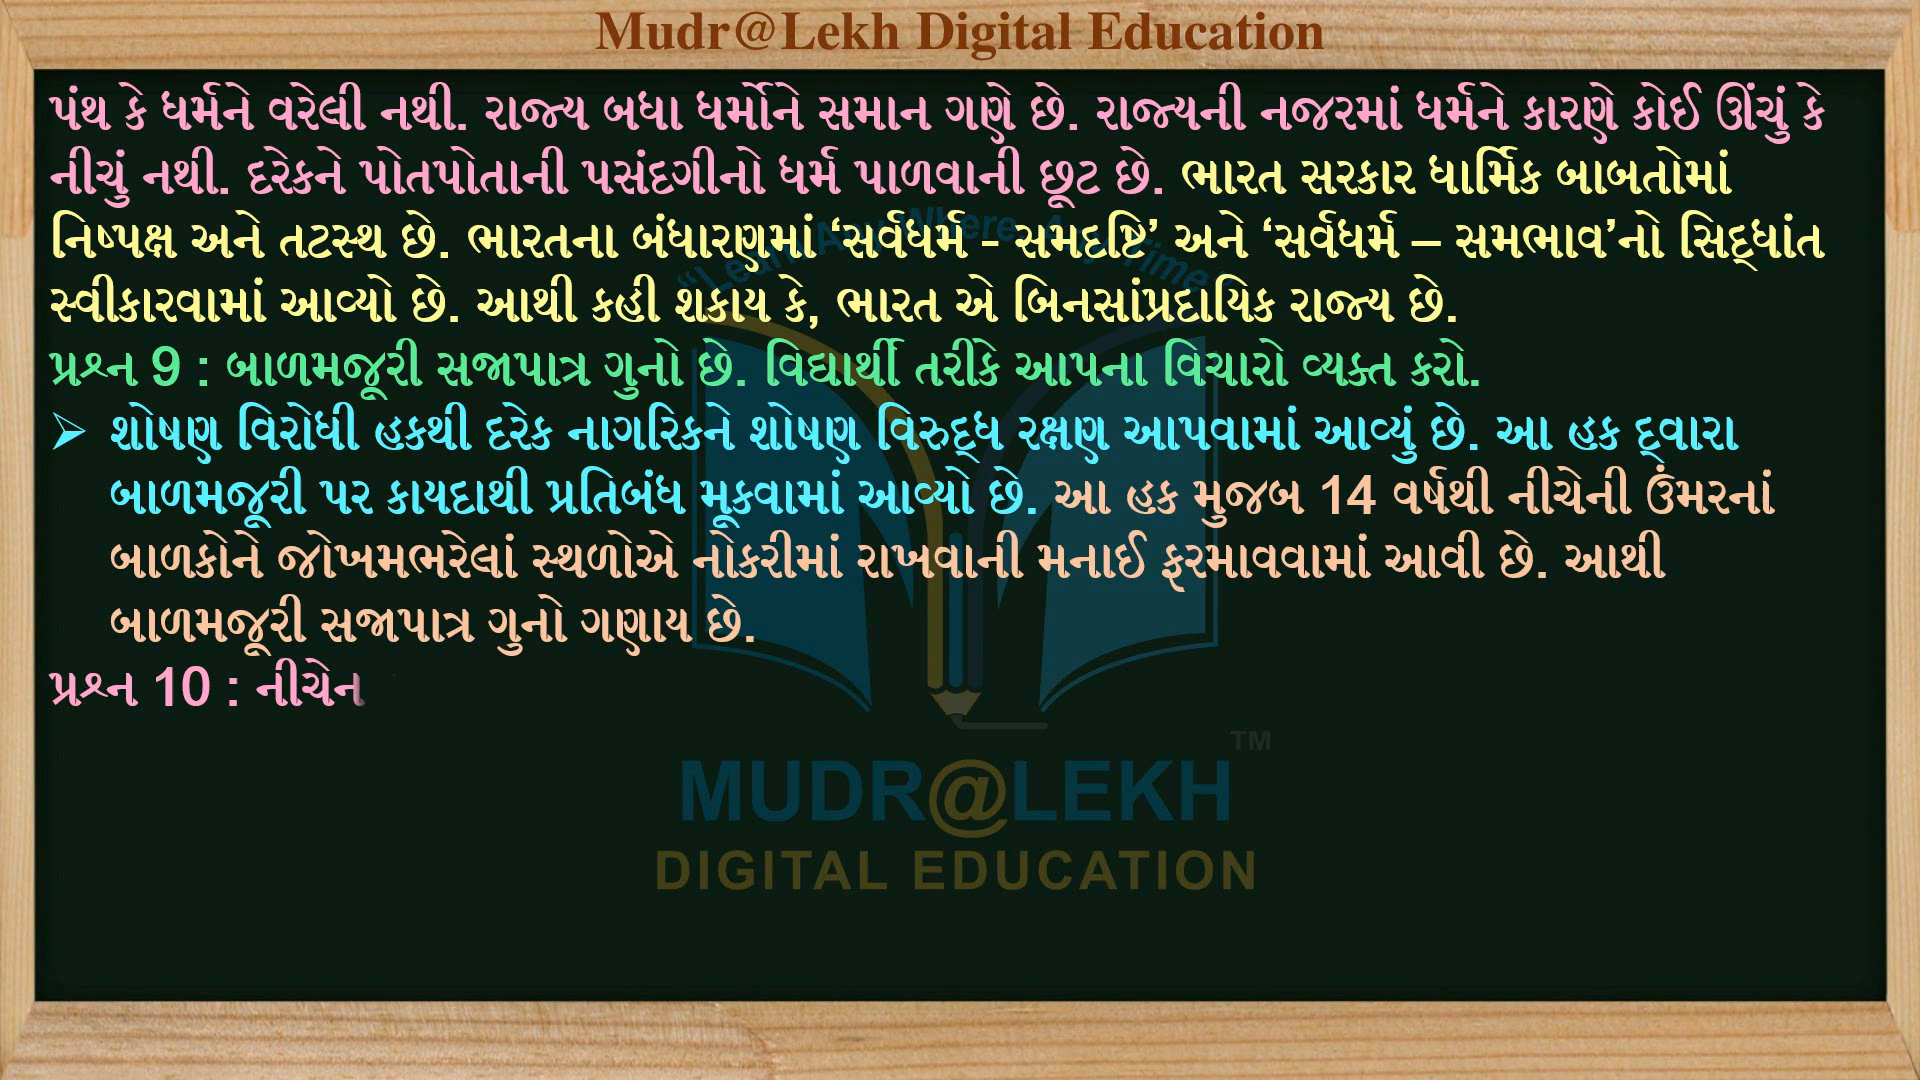 Mudr@Lekh Digital Education
પંથ કે ધર્મને વરેલી નથી. રાજ્ય બધા ધર્મોને સમાન ગણે છે. રાજ્યની નજરમાં ધર્મને કારણે કોઈ ઊંચું કે
નીચું નથી. દરેકને પોતપોતાની પસંદગીનો ધર્મ પાળવાની છૂટ છે. ભારત સરકાર ધાર્મિક બાબતોમાં
નિષ્પક્ષ અને તટસ્થ છે. ભારતના બંધારણમાં ‘સર્વધર્મ - સમદૃષ્ટિ’ અને ‘સર્વધર્મ – સમભાવ’નો સિદ્ધાંત
સ્વીકારવામાં આવ્યો છે. આથી કહી શકાય કે, ભારત એ બિનસાંપ્રદાયિક રાજ્ય છે.
પ્રશ્ન 9 : બાળમજૂરી સજાપાત્ર ગુનો છે. વિદ્યાર્થી તરીકે આપના વિચારો વ્યક્ત કરો.
➢ શોષણ વિરોધી હકથી દરેક નાગરિકને શોષણ વિરુદ્ધ રક્ષણ આપવામાં આવ્યું છે. આ હક દ્વારા
બાળમજૂરી પર કાયદાથી પ્રતિબંધ મૂકવામાં આવ્યો છે. આ હક મુજબ 14 વર્ષથી નીચેની ઉંમરનાં
બાળકોને જોખમભરેલાં સ્થળોએ નોકરીમાં રાખવાની મનાઈ ફરમાવવામાં આવી છે. આથી
બાળમજૂરી સજાપાત્ર ગુનો ગણાય છે.
પ્રશ્ન 10 : નીચેન
TM
MUDR@LEKH
DIGITAL EDUCATION